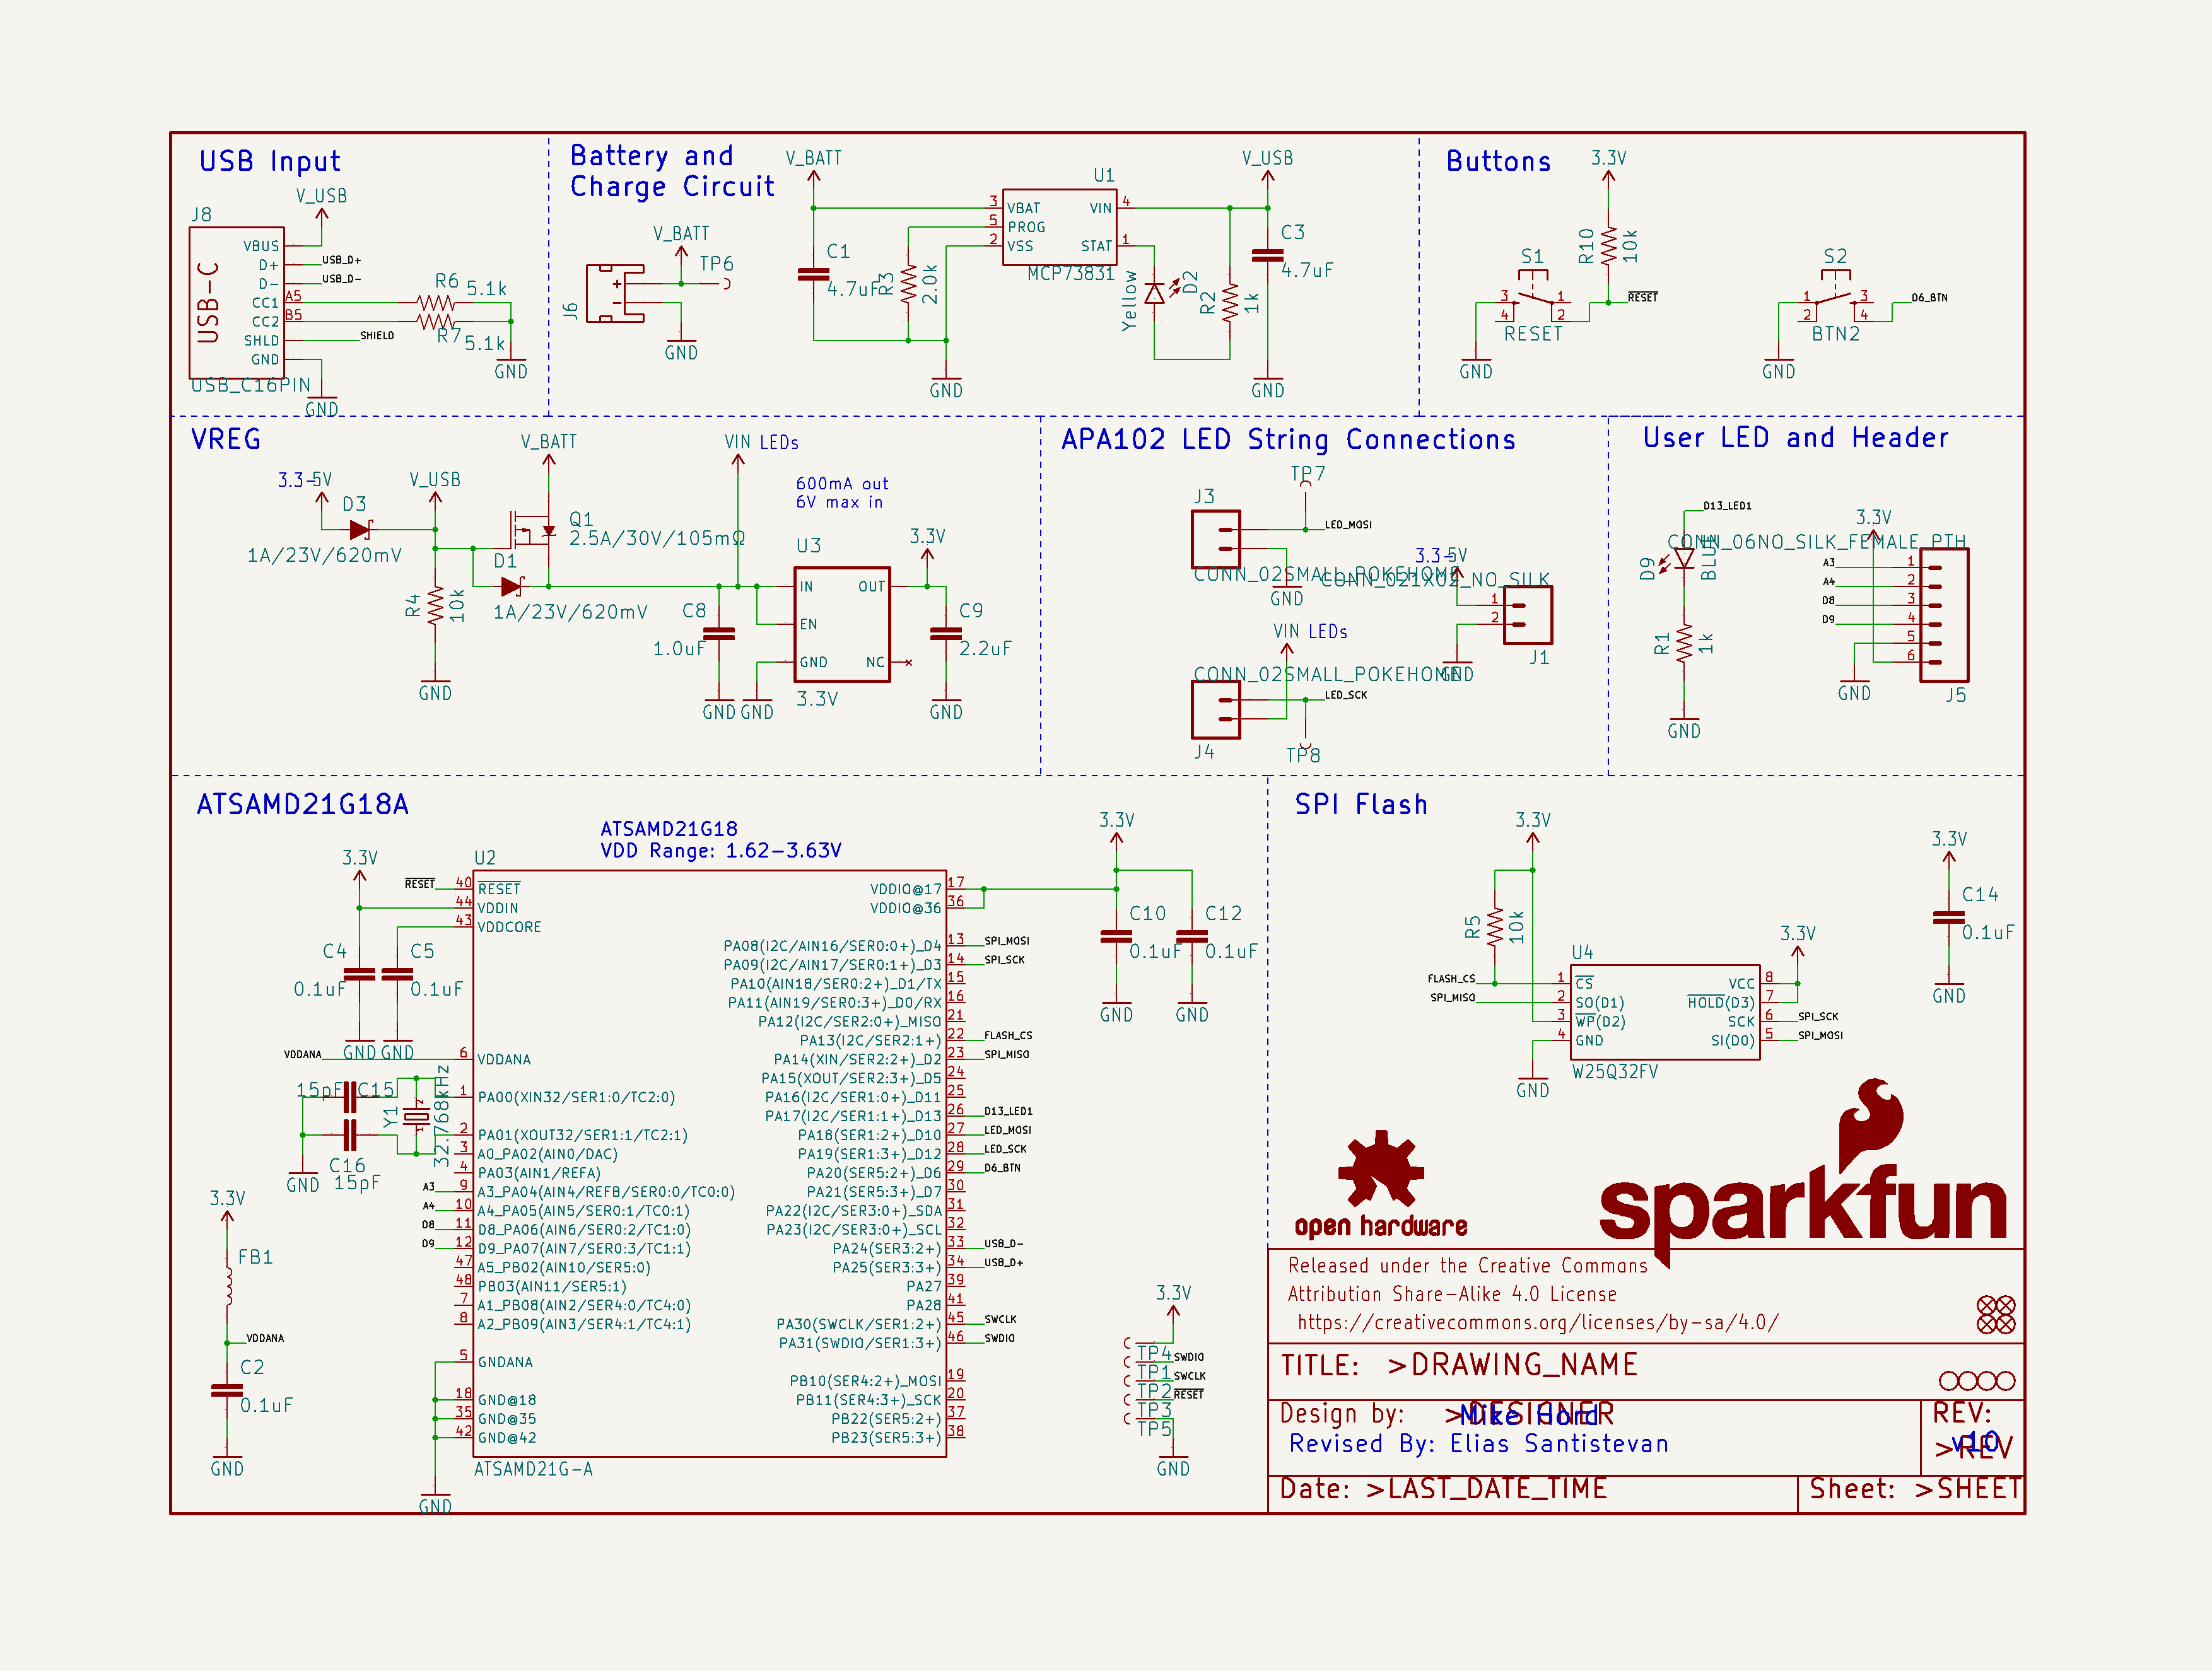 USB Input
V_USB
J8
USB-C
VBUS
D+
D-
CC1
CC2
SHLD
GND
A5
B5
USB_D+
USB_D-
R6
5.1k
R7
5.1k
SHIELD
GND
USB_C16PIN
GND
Battery and
Charge Circuit
V_BATT
V_BATT
TP6
J6
+
-
GND
C1
4.7uF
R3
2.0k
U1
3
VBAT
5
PROG
2
VSS
VIN
4
STAT
1
MCP73831
V_USB
Yellow
D2
R2
1k
C3
4.7uF
GND
GND
Buttons
3.3V
R10
10k
S1
3
4
1
2
RESET
RESET
GND
S2
1
2
3
4
BTN2
D6_BTN
GND
VREG
3.3-5V
D3
1A/23V/620mV
V_USB
V_BATT
Q1
2.5A/30V/105mΩ
D1
1A/23V/620mV
R4
10k
GND
VIN LEDs
600mA out
6V max in
U3
IN
OUT
EN
GND
NC
3.3V
3.3V
C8
1.0uF
C9
2.2uF
GND
GND
GND
APA102 LED String Connections
TP7
J3
LED_MOSI
CONN_02SMALL_POKEHOME
GND
3.3-5V
CONN_021X02_NO_SILK
1
2
J1
GND
VIN LEDs
CONN_02SMALL_POKEHOME
LED_SCK
J4
TP8
User LED and Header
D13_LED1
D9
BLUE
R1
1k
GND
3.3V
CONN_06NO_SILK_FEMALE_PTH
A3
A4
D8
D9
1
2
3
4
5
6
GND
J5
ATSAMD21G18A
ATSAMD21G18
VDD Range: 1.62-3.63V
U2
3.3V
RESET
40
RESET
44
VDDIN
43
VDDCORE
C4
0.1uF
C5
0.1uF
GND
GND
VDDANA
6
VDDANA
15pF
C15
Y1
32.768kHz
C16
15pF
GND
1
PA00(XIN32/SER1:0/TC2:0)
2
PA01(XOUT32/SER1:1/TC2:1)
3
A0_PA02(AIN0/DAC)
4
PA03(AIN1/REFA)
A3
9
A3_PA04(AIN4/REFB/SER0:0/TC0:0)
A4
10
A4_PA05(AIN5/SER0:1/TC0:1)
D8
11
D8_PA06(AIN6/SER0:2/TC1:0)
D9
12
D9_PA07(AIN7/SER0:3/TC1:1)
47
A5_PB02(AIN10/SER5:0)
48
PB03(AIN11/SER5:1)
7
A1_PB08(AIN2/SER4:0/TC4:0)
8
A2_PB09(AIN3/SER4:1/TC4:1)
5
GNDANA
18
GND@18
35
GND@35
42
GND@42
GND
ATSAMD21G-A
3.3V
FB1
VDDANA
C2
0.1uF
GND
VDDIO@17
17
VDDIO@36
36
PA08(I2C/AIN16/SER0:0+)_D4
13
SPI_MOSI
PA09(I2C/AIN17/SER0:1+)_D3
14
SPI_SCK
PA10(AIN18/SER0:2+)_D1/TX
15
PA11(AIN19/SER0:3+)_D0/RX
16
PA12(I2C/SER2:0+)_MISO
21
PA13(I2C/SER2:1+)
22
FLASH_CS
PA14(XIN/SER2:2+)_D2
23
SPI_MISO
PA15(XOUT/SER2:3+)_D5
24
PA16(I2C/SER1:0+)_D11
25
PA17(I2C/SER1:1+)_D13
26
D13_LED1
PA18(SER1:2+)_D10
27
LED_MOSI
PA19(SER1:3+)_D12
28
LED_SCK
PA20(SER5:2+)_D6
29
D6_BTN
PA21(SER5:3+)_D7
30
PA22(I2C/SER3:0+)_SDA
31
PA23(I2C/SER3:0+)_SCL
32
PA24(SER3:2+)
33
USB_D-
PA25(SER3:3+)
34
USB_D+
PA27
39
PA28
41
PA30(SWCLK/SER1:2+)
45
SWCLK
PA31(SWDIO/SER1:3+)
46
SWDIO
PB10(SER4:2+)_MOSI
19
PB11(SER4:3+)_SCK
20
PB22(SER5:2+)
37
PB23(SER5:3+)
38
3.3V
C10
0.1uF
C12
0.1uF
GND
GND
3.3V
TP4
SWDIO
TP1
SWCLK
TP2
RESET
TP3
TP5
GND
SPI Flash
3.3V
R5
10k
FLASH_CS
SPI_MISO
U4
1
CS
2
SO(D1)
3
WP(D2)
4
GND
VCC
8
HOLD(D3)
7
SCK
6
SPI_SCK
SI(D0)
5
SPI_MOSI
W25Q32FV
GND
3.3V
3.3V
C14
0.1uF
GND
open hardware
sparkfun
Released under the Creative Commons
Attribution Share-Alike 4.0 License
https://creativecommons.org/licenses/by-sa/4.0/
TITLE: >DRAWING_NAME
Design by: >DESIGNER
Mike Hord
Revised By: Elias Santistevan
REV:
>REV
v10
Date: >LAST_DATE_TIME
Sheet: >SHEET